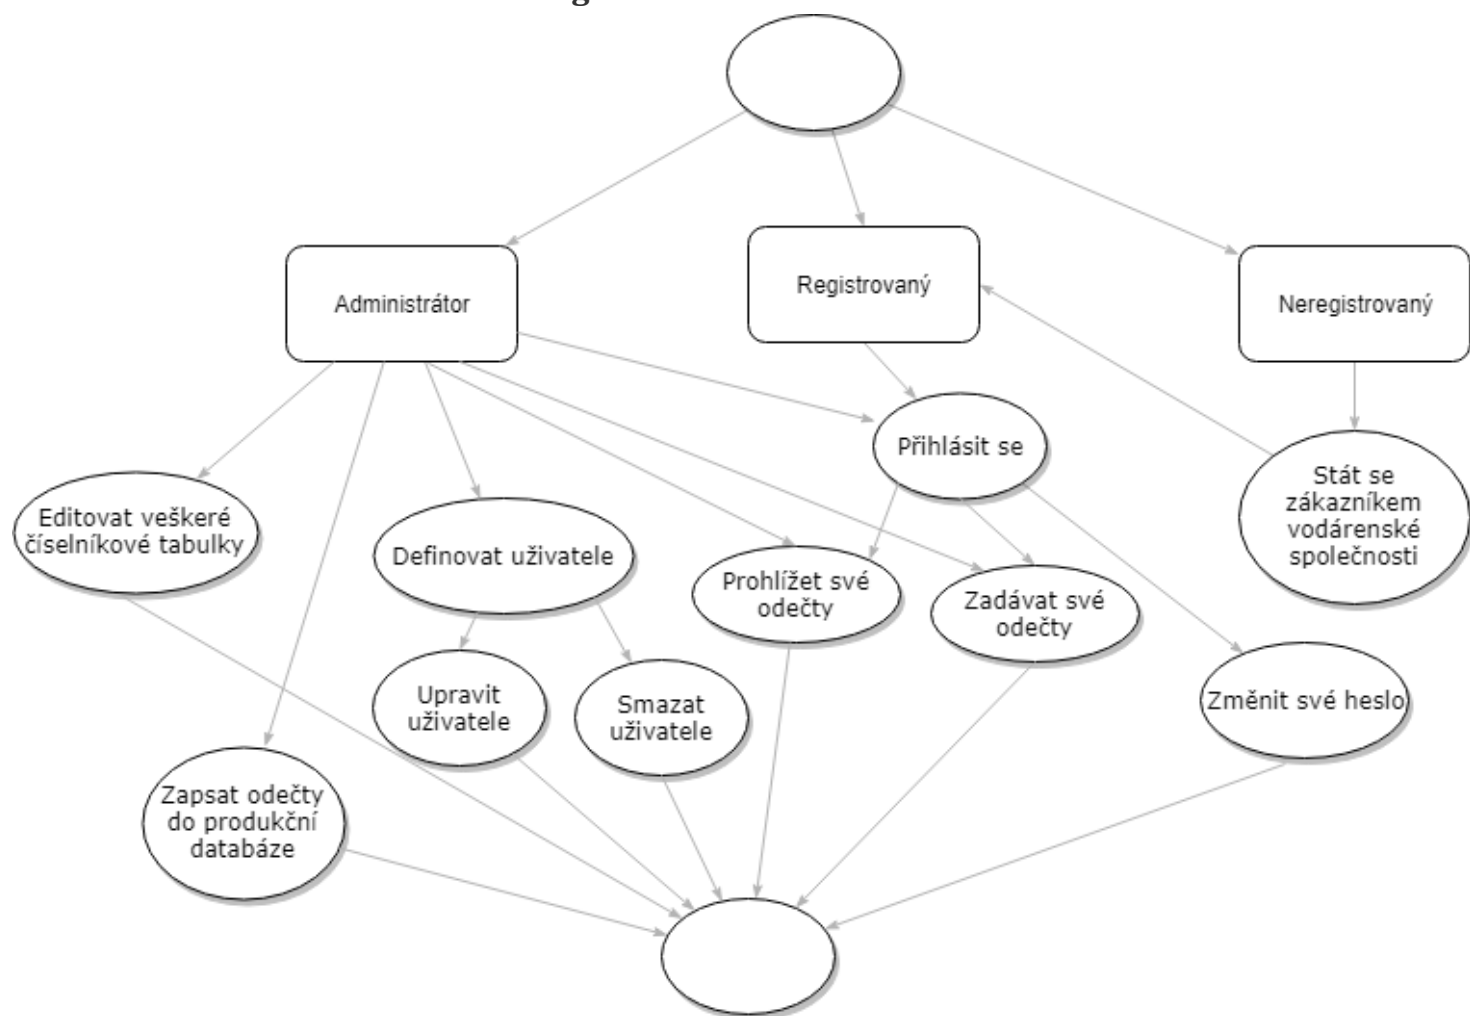 g
Administrátor
Registrovaný
Neregistrovaný
Přihlásit se
Stát se
zákazníkem
vodárenské
společnosti
Editovat veškeré
číselníkové tabulky
Definovat uživatele
Prohlížet své
odečty
Zadávat své
odečty
Upravit
uživatele
Smazat
uživatele
Změnit své heslo
Zapsat odečty
do produkční
databáze